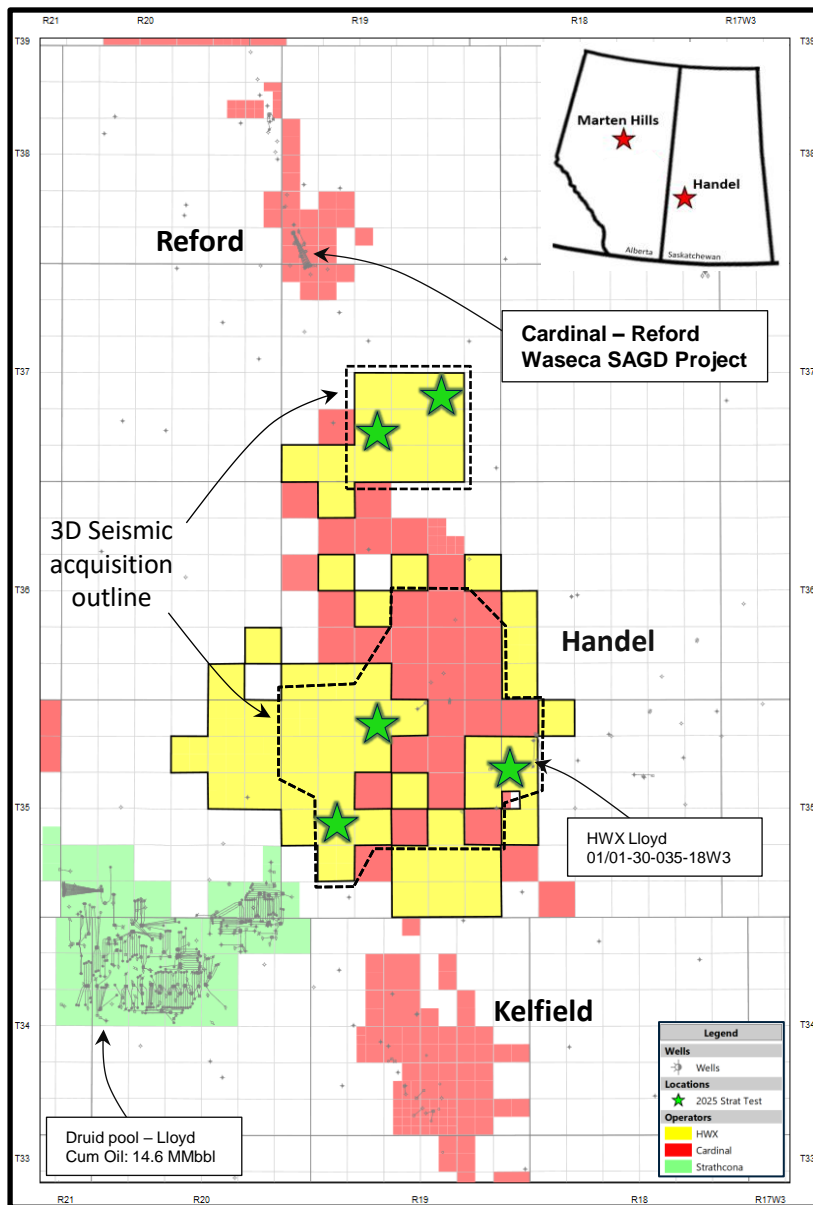 R21 R20 R19 R18 R17W3
T39
T38
T37
T36
T35
T34
T33
T39
T38
T37
T36
T35
T34
T33
Marten Hills
Handel
Alberta
Saskatchewan
Reford
Cardinal – Reford
Waseca SAGD Project
3D Seismic
acquisition
outline
Handel
HWX Lloyd
01/01-30-035-18W3
Kelfield
Druid pool – Lloyd
Cum Oil: 14.6 MMbbl
Legend
Wells
Wells
Locations
2025 Strat Test
Operators
HWX
Cardinal
Strathcona
R21 R20 R19 R18 R17W3